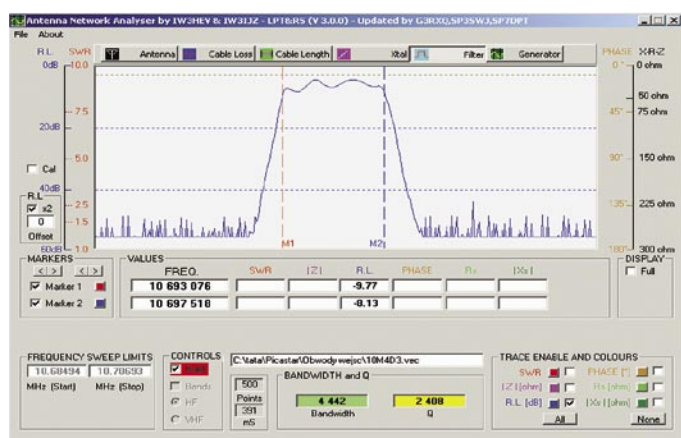 Antenna Network Analyser by IW3HEV & IW3IJZ - LPT&RS (V 3.0.0) - Updated by G3RXQ,SP3SWJ,SP7DPT
File About
R.L. SWR Antenna Cable Loss Cable Length Xtal Filter Generator PHASE X-R-Z
0dB 10.0 0° 0 ohm
50 ohm
7.5 45° 75 ohm
20dB
5.0 90° 150 ohm
Cal
40dB
R.L.
x2 2.5 135° 225 ohm
0 1.5
Offset
60dB 1.0 M1 M2 180° 300 ohm
MARKERS VALUES DISPLAY
< > < > FREQ. SWR |Z| R.L. PHASE Rs |Xs| Full
Marker 1 10 693 076 -9.77
Marker 2 10 697 518 -8.13
FREQUENCY SWEEP LIMITS CONTROLS C:\tata\Picastar\Obwody wejsc\10M4D3.vec TRACE ENABLE AND COLOURS
10.68494 10.70693 BANDWIDTH and Q SWR PHASE [°]
MHz (Start) MHz (Stop) Bands 500 |Z|[ohm] Rs [ohm]
HF Points 4 442 2 408 R.L. [dB] |Xs| [ohm]
391 Bandwidth Q All None
VHF mS